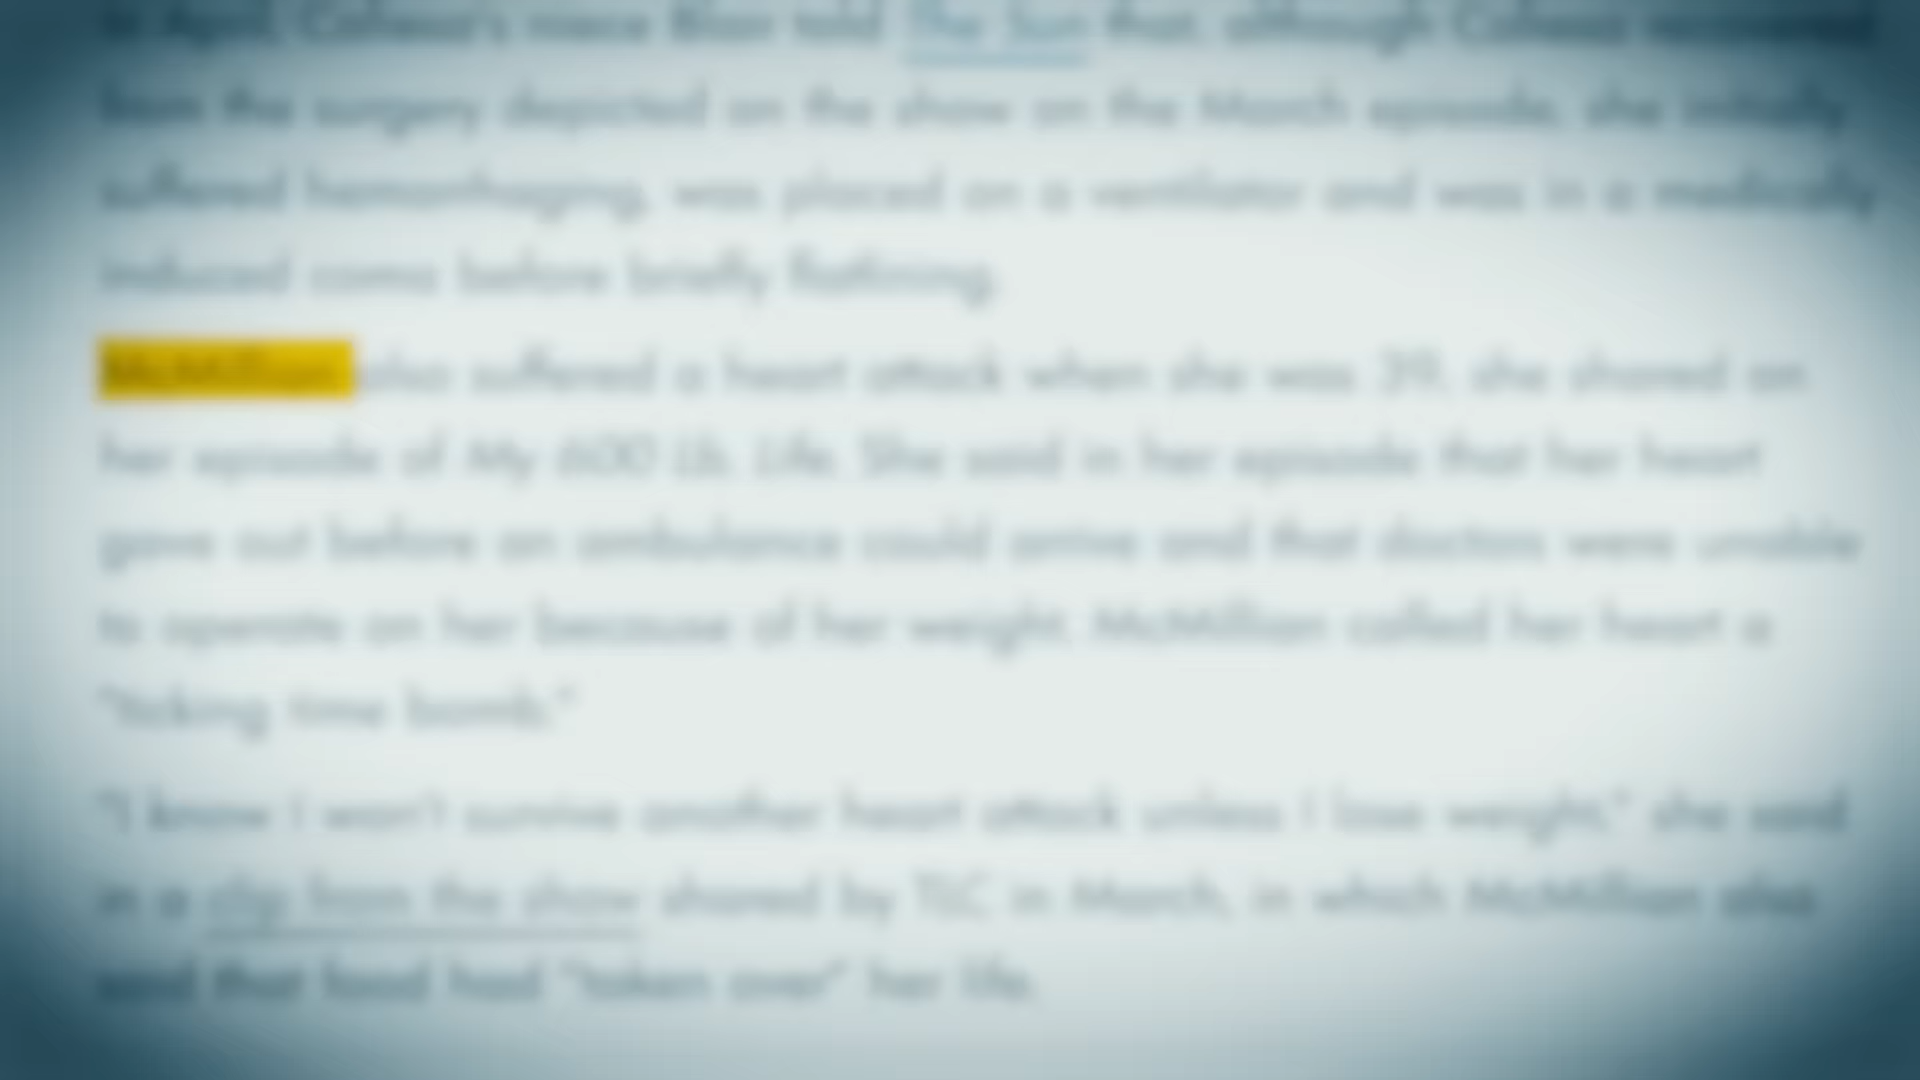 In April, Coliesa's niece Blair told The Sun that, although Coliesa recovered
from the surgery depicted on the show on the March episode, she initially
suffered hemorrhaging, was placed on a ventilator and was in a medically
induced coma before briefly flatlining.
McMillian also suffered a heart attack when she was 39, she shared on
her episode of My 600 Lb. Life. She said in her episode that her heart
gave out before an ambulance could arrive and that doctors were unable
to operate on her because of her weight. McMillian called her heart a
"ticking time bomb."
"I know I won't survive another heart attack unless I lose weight," she said
in a clip from the show shared by TLC in March, in which McMillian also
said that food had "taken over" her life.